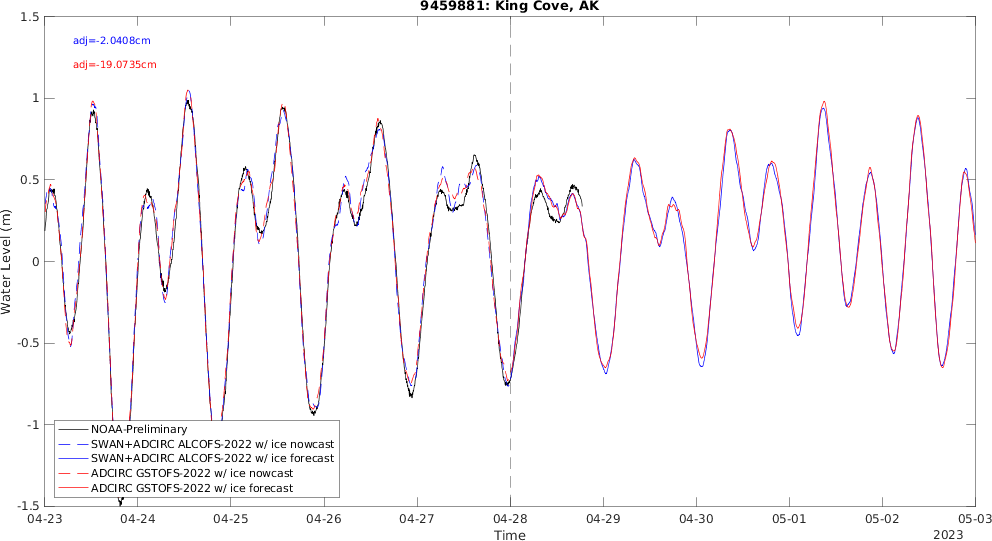 9459881: King Cove, AK
adj=-2.0408cm
adj=-19.0735cm
Water Level (m)
1.5
1
0.5
0
-0.5
-1
-1.5
NOAA-Preliminary
SWAN+ADCIRC ALCOFS-2022 w/ ice nowcast
SWAN+ADCIRC ALCOFS-2022 w/ ice forecast
ADCIRC GSTOFS-2022 w/ ice nowcast
ADCIRC GSTOFS-2022 w/ ice forecast
04-23 04-24 04-25 04-26 04-27 04-28 04-29 04-30 05-01 05-02 05-03
Time
2023